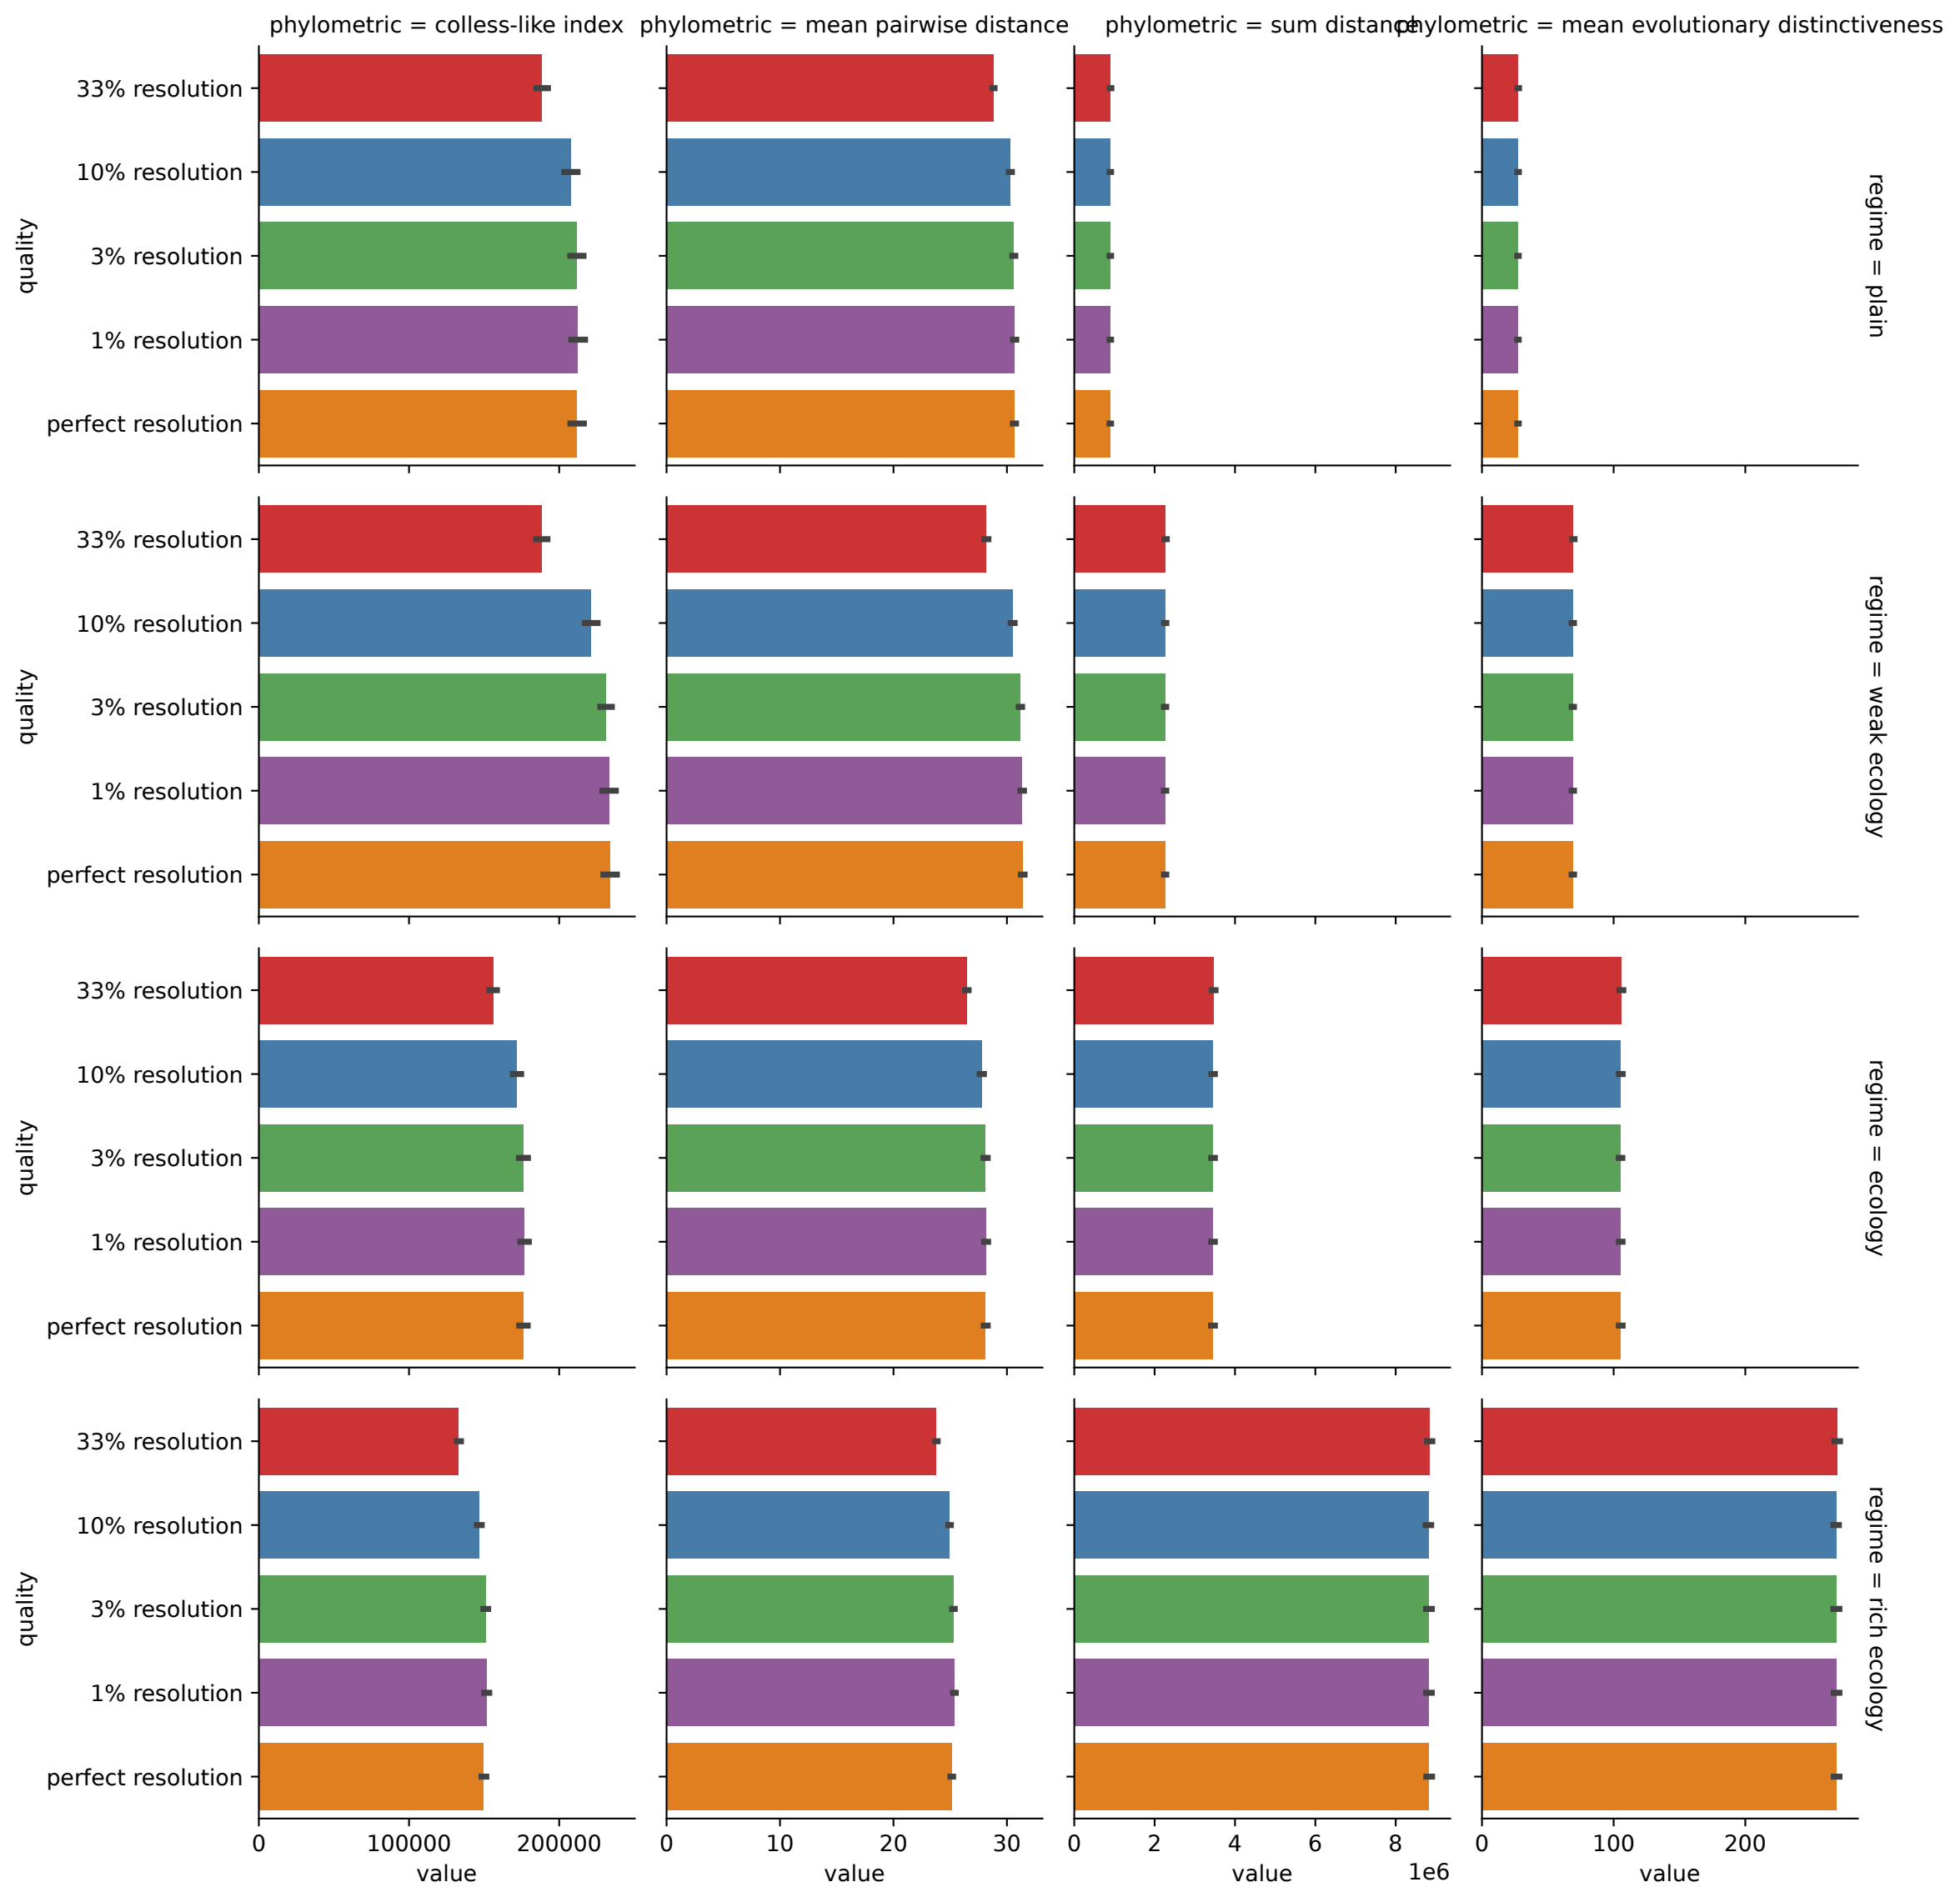 phylometric = colless-like index
phylometric = mean pairwise distance
phylometric = sum distance
phylometric = mean evolutionary distinctiveness
quality
33% resolution
10% resolution
3% resolution
1% resolution
perfect resolution
regime = plain
quality
33% resolution
10% resolution
3% resolution
1% resolution
perfect resolution
regime = weak ecology
quality
33% resolution
10% resolution
3% resolution
1% resolution
perfect resolution
regime = ecology
quality
33% resolution
10% resolution
3% resolution
1% resolution
perfect resolution
regime = rich ecology
0 100000 200000
value
0 10 20 30
value
0 2 4 6 8
1e6
value
0 100 200
value